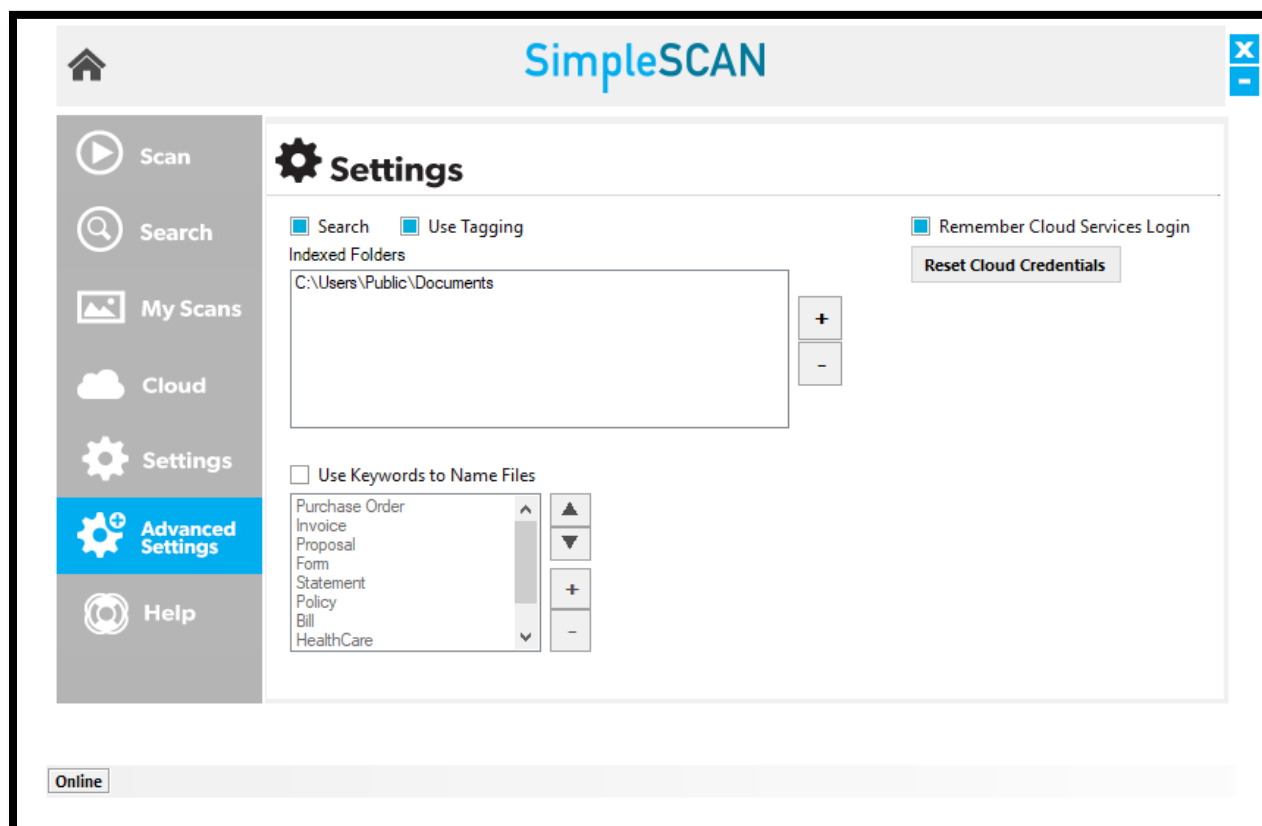 SimpleSCAN
X
-
Scan
Search
My Scans
Cloud
Settings
Advanced
Settings
Help
Settings
Search
Use Tagging
Remember Cloud Services Login
Indexed Folders
Reset Cloud Credentials
C:\Users\Public\Documents
+
-
Use Keywords to Name Files
Purchase Order
Invoice
Proposal
Form
Statement
Policy
Bill
HealthCare
+
-
Online